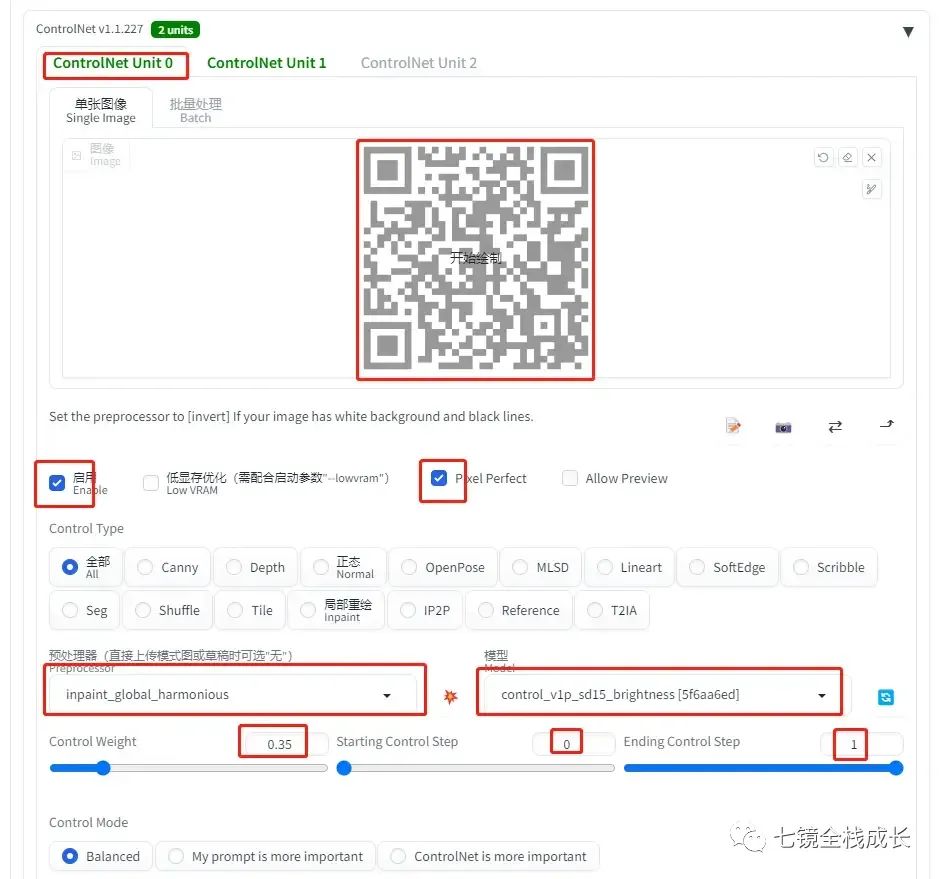 ControlNet v1.1.227 2 units
ControlNet Unit 0 ControlNet Unit 1 ControlNet Unit 2
单张图像 批量处理
Single Image Batch
图像
Image
开始绘制
Set the preprocessor to [invert] If your image has white background and black lines.
启用 低显存优化（需配合启动参数"--lowvram"） Pixel Perfect Allow Preview
Enable Low VRAM
Control Type
全部 Canny Depth 正态 OpenPose MLSD Lineart SoftEdge Scribble
All Normal
Seg Shuffle Tile 局部重绘 IP2P Reference T2IA
Inpaint
预处理器（直接上传模式图或草稿时可选"无"） 模型
Preprocessor Model
inpaint_global_harmonious control_v1p_sd15_brightness [5f6aa6ed]
Control Weight 0.35 Starting Control Step 0 Ending Control Step 1
Control Mode
七镜全栈成长
Balanced My prompt is more important ControlNet is more important